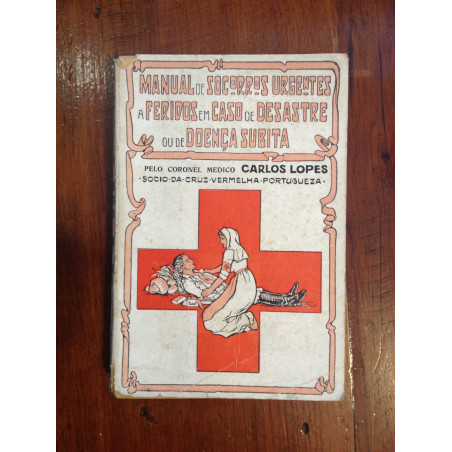 MANUAL DE SOCORROS URGENTES
A FERIDOS EM CASO DE DESASTRE
OU DE DOENÇA SUBITA
PELO CORONEL MEDICO CARLOS LOPES
·SOCIO·DA·CRUZ·VERMELHA·PORTUGUEZA·